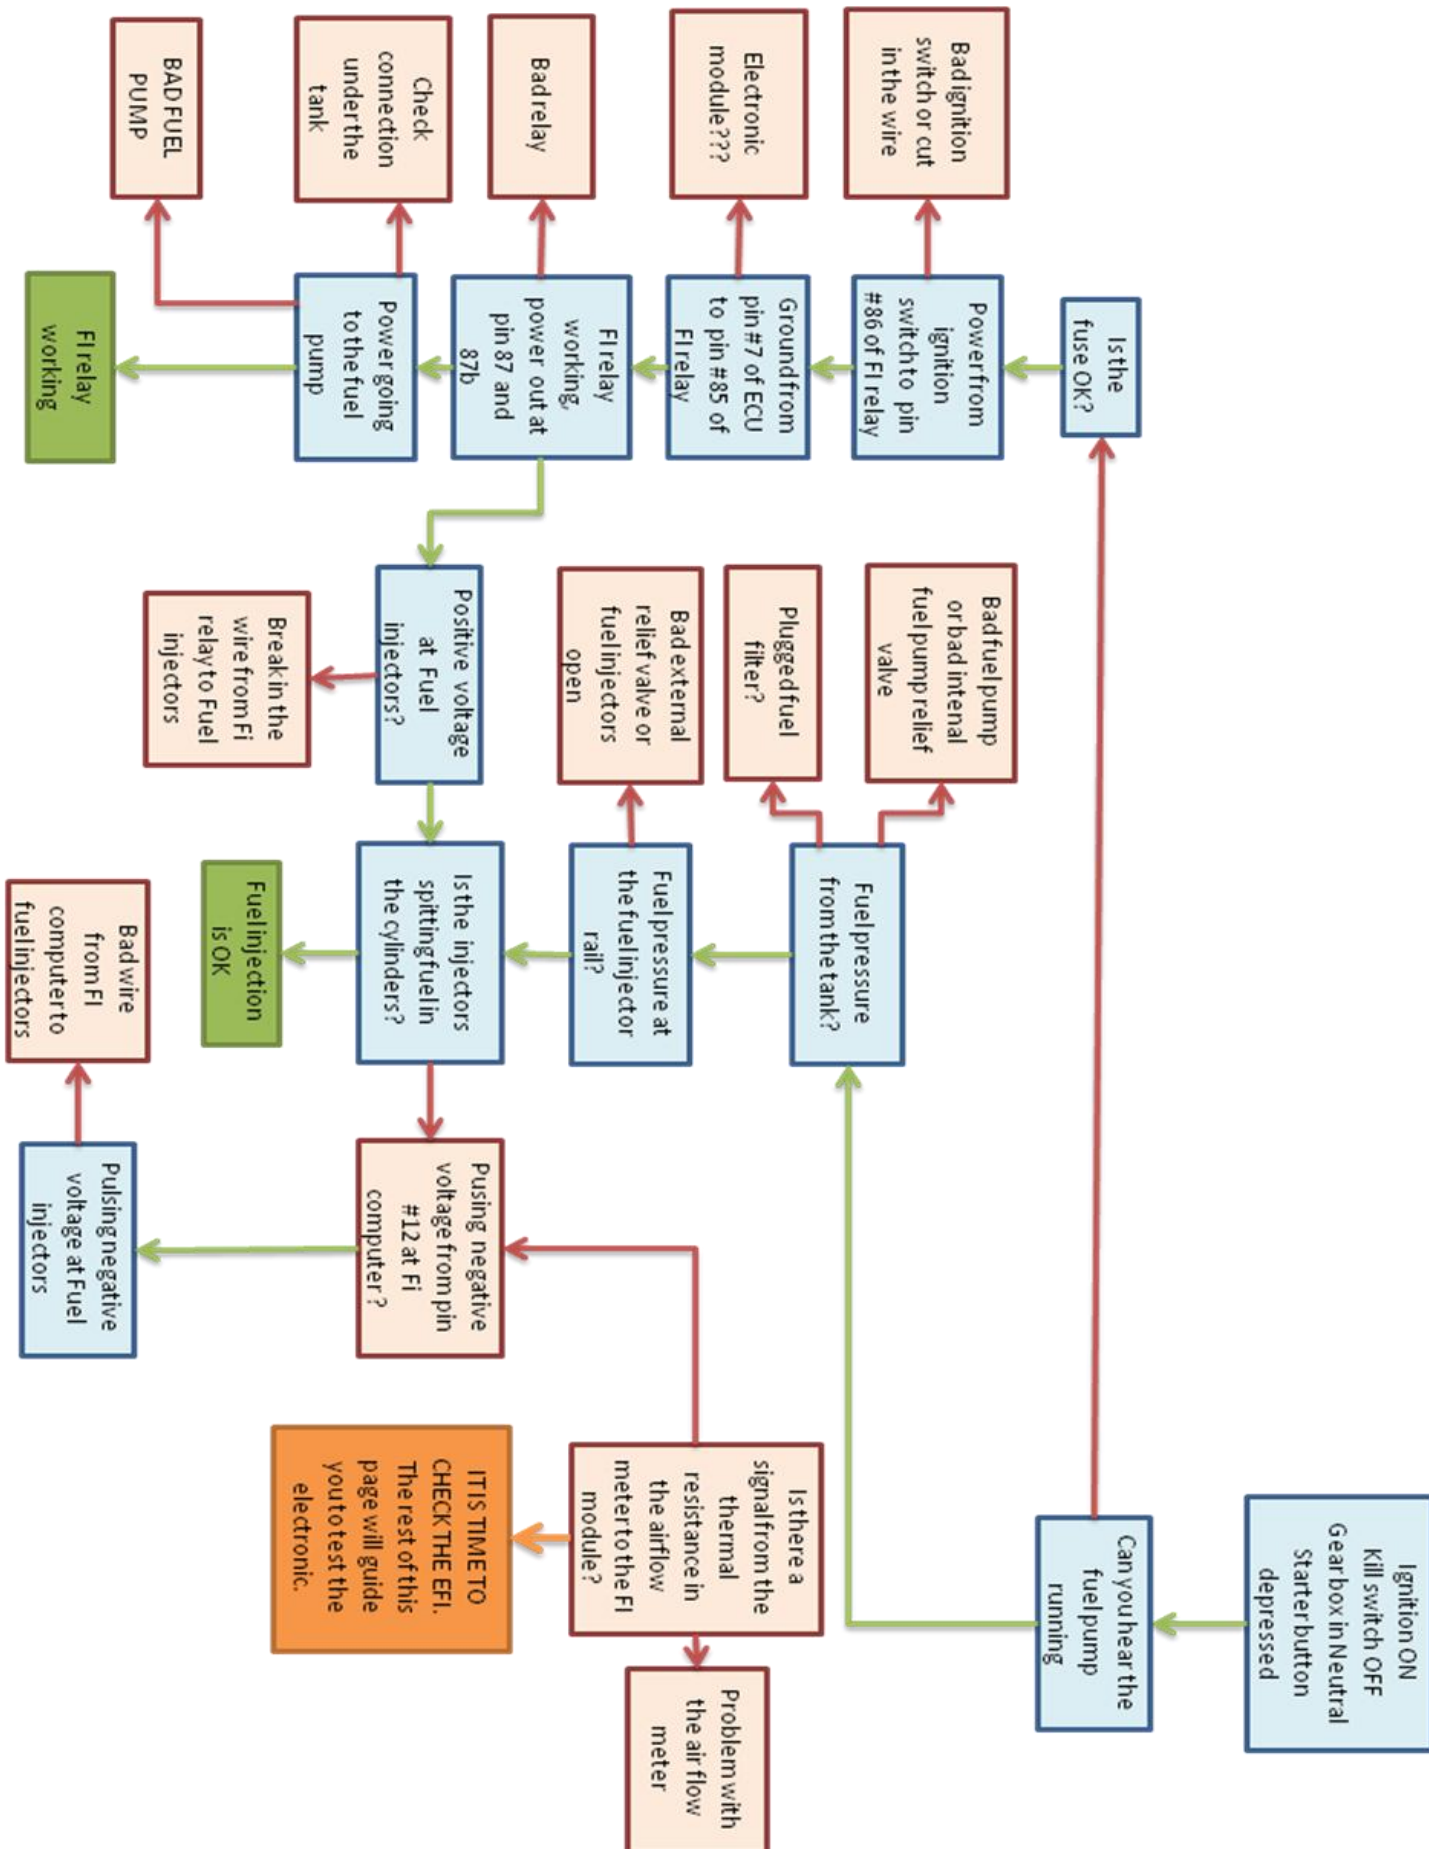 Ignition ON
Kill switch OFF
Gear box in Neutral
Starter button
depressed
Can you hear the
fuel pump
running
Is the
fuse OK?
Bad ignition
switch or cut
in the wire
Power from
ignition
switch to pin
#86 of FI relay
Bad fuel pump
or bad intenal
fuel pump relief
valve
Fuel pressure
from the tank?
Electronic
module???
Ground from
pin #7 of ECU
to pin #85 of
FI relay
Plugged fuel
filter?
Is there a
signal from the
thermal
resistance in
the airflow
meter to the FI
module?
Problem with
the air flow
meter
Bad relay
FI relay
working,
power out at
pin 87 and
87b
Bad external
relief valve or
fuel injectors
open
Fuel pressure at
the fuel injector
rail?
Check
connection
under the
tank
Power going
to the fuel
pump
Positive voltage
at Fuel
injectors?
Is the injectors
spitting fuel in
the cylinders?
Pusing negative
voltage from pin
#12 at Fi
computer?
IT IS TIME TO
CHECK THE EFI.
The rest of this
page will guide
you to test the
electronic.
BAD FUEL
PUMP
FI relay
working
Break in the
wire from Fi
relay to Fuel
injectors
Fuel injection
is OK
Bad wire
from FI
computer to
fuel injectors
Pulsing negative
voltage at Fuel
injectors